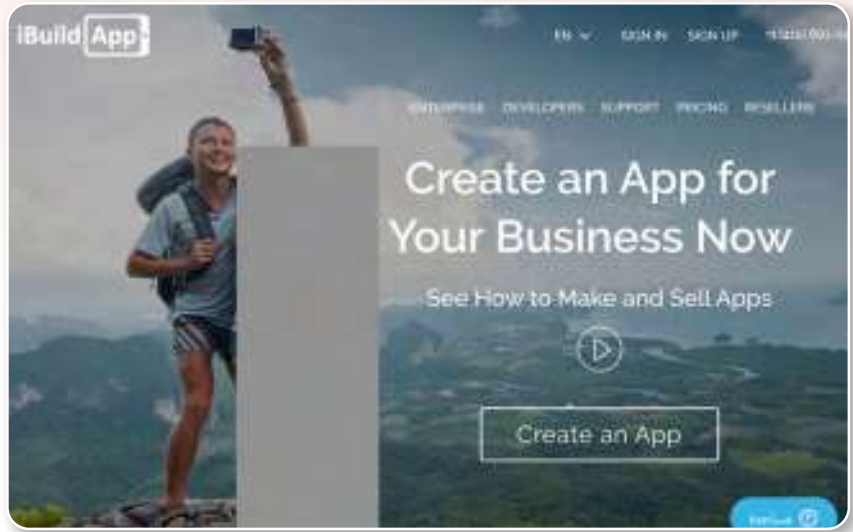 iBuild App
EN SIGN IN SIGN UP
ENTERPRISE DEVELOPERS SUPPORT PRICING RESELLERS
Create an App for
Your Business Now
See How to Make and Sell Apps
Create an App